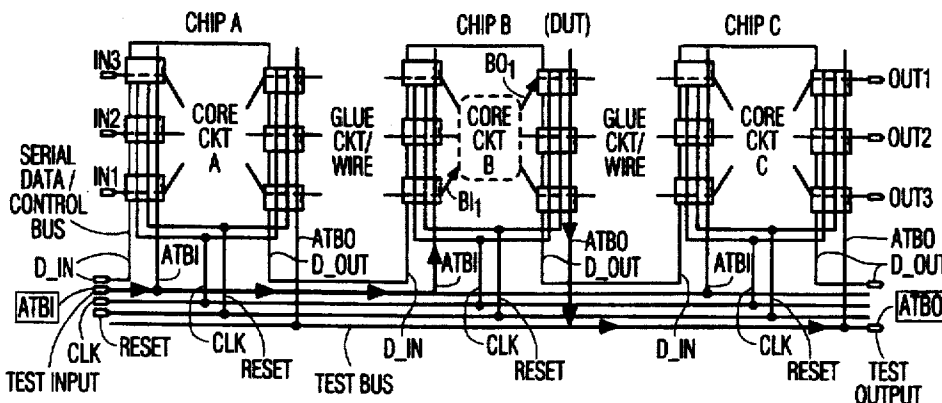 CHIP A
CHIP B
(DUT)
CHIP C
IN3
IN2
IN1
CORE
CKT
A
GLUE
CKT/
WIRE
BO1
CORE
CKT
B
BI1
GLUE
CKT/
WIRE
CORE
CKT
C
OUT1
OUT2
OUT3
SERIAL
DATA /
CONTROL
BUS
D_IN
ATBI
CLK
RESET
TEST INPUT
ATBI
CLK
RESET
ATBO
D_OUT
TEST BUS
D_IN
ATBI
CLK
RESET
ATBO
D_OUT
D_IN
ATBI
CLK
RESET
ATBO
D_OUT
ATBO
TEST
OUTPUT